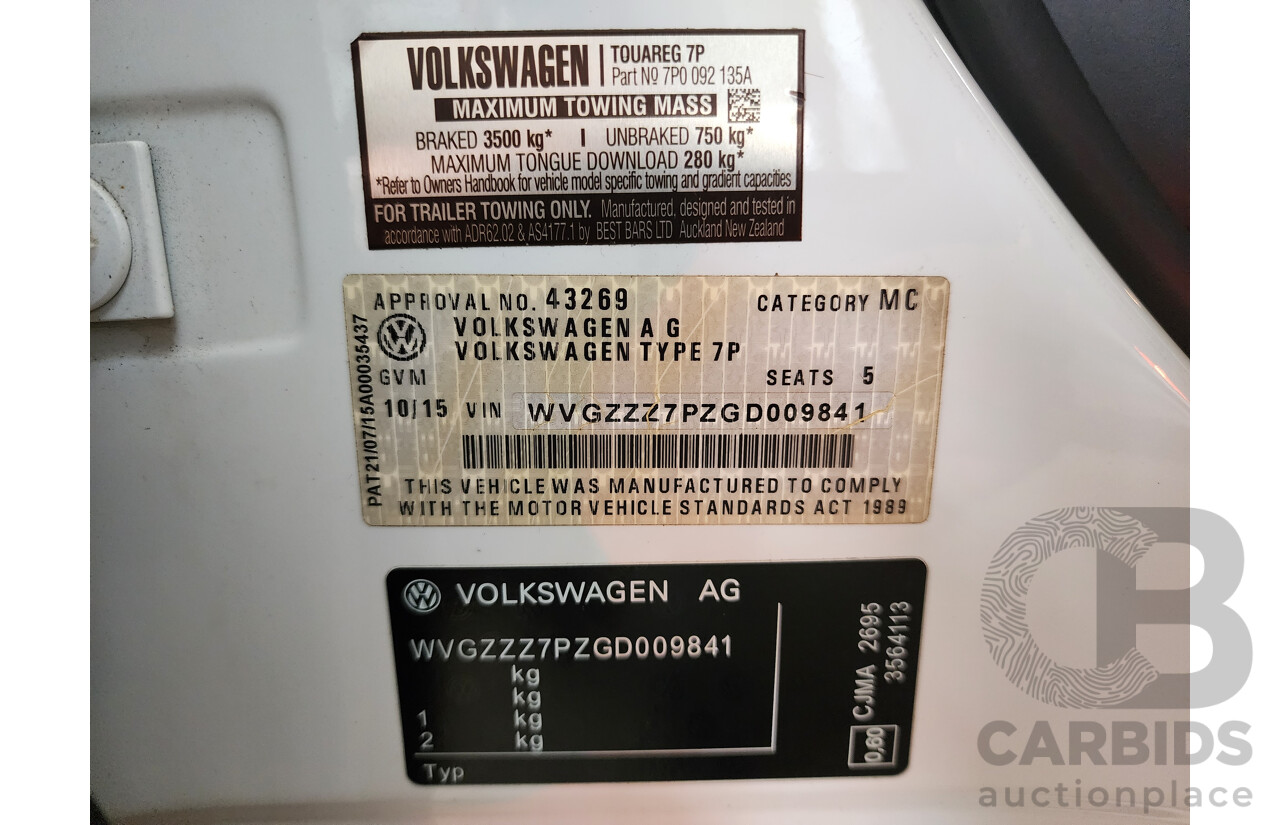 VOLKSWAGEN | TOUAREG 7P
Part Nº 7P0 092 135A
MAXIMUM TOWING MASS
BRAKED 3500 kg* | UNBRAKED 750 kg*
MAXIMUM TONGUE DOWNLOAD 280 kg*
*Refer to Owners Handbook for vehicle model specific towing and gradient capacities
FOR TRAILER TOWING ONLY. Manufactured, designed and tested in
accordance with ADR62.02 & AS4177.1 by BEST BARS LTD Auckland New Zealand
PAT21/07/15A00035437
APPROVAL NO. 43269 CATEGORY MC
VOLKSWAGEN A G
VOLKSWAGEN TYPE 7P
GVM SEATS 5
10/15 VIN WVGZZZ7PZGD009841
THIS VEHICLE WAS MANUFACTURED TO COMPLY
WITH THE MOTOR VEHICLE STANDARDS ACT 1989
VOLKSWAGEN AG
WVGZZZ7PZGD009841
kg
kg
1 kg
2 kg
Typ
0,60 CJMA 2695
3564113
CB
CARBIDS
auctionplace